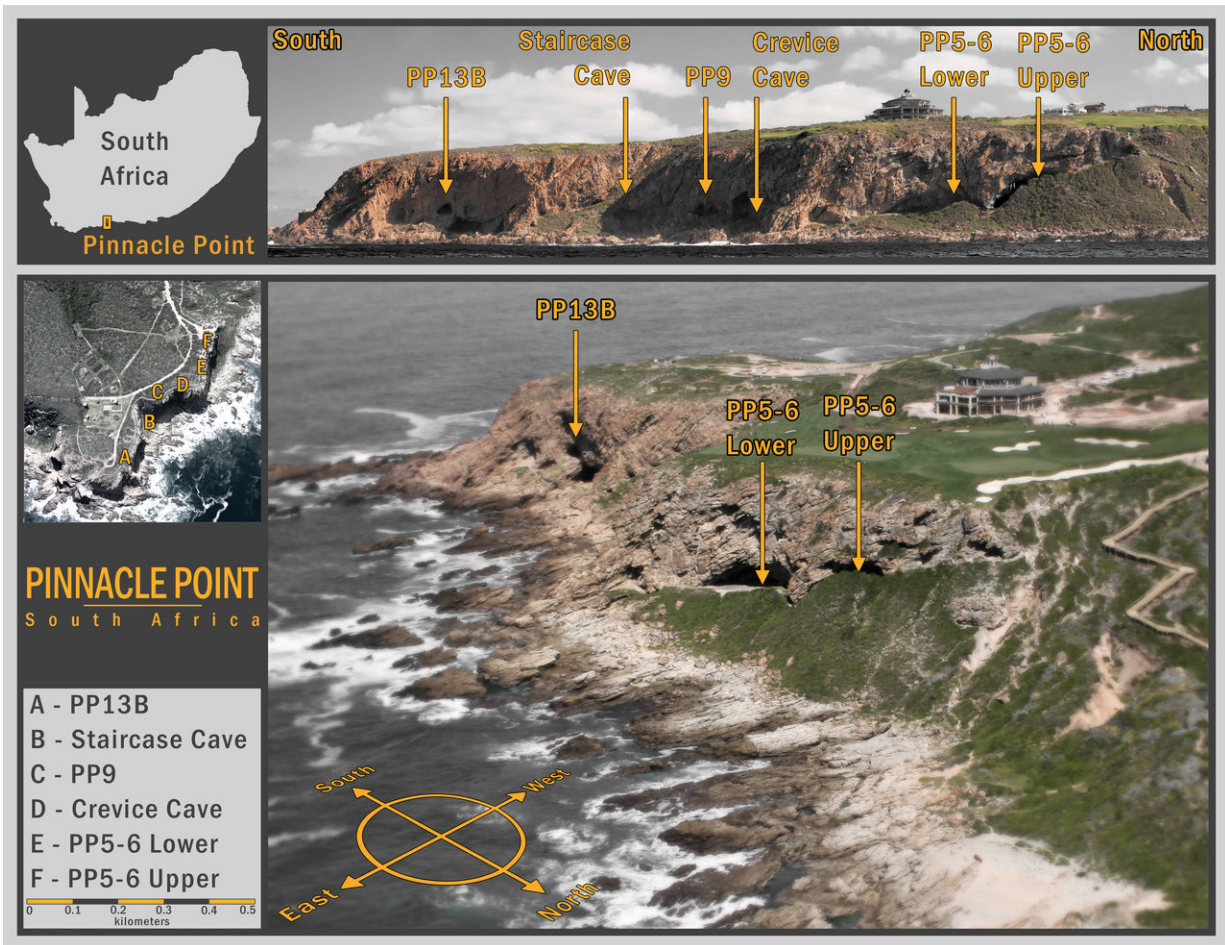 South
Staircase
Cave
PP13B
PP9
Crevice
Cave
PP5-6
Lower
PP5-6
Upper
North
South
Africa
Pinnacle Point
F
E
D
C
B
A
PINNACLE POINT
South Africa
A - PP13B
B - Staircase Cave
C - PP9
D - Crevice Cave
E - PP5-6 Lower
F - PP5-6 Upper
0 0.1 0.2 0.3 0.4 0.5
kilometers
PP13B
PP5-6
Lower
PP5-6
Upper
South
West
East
North